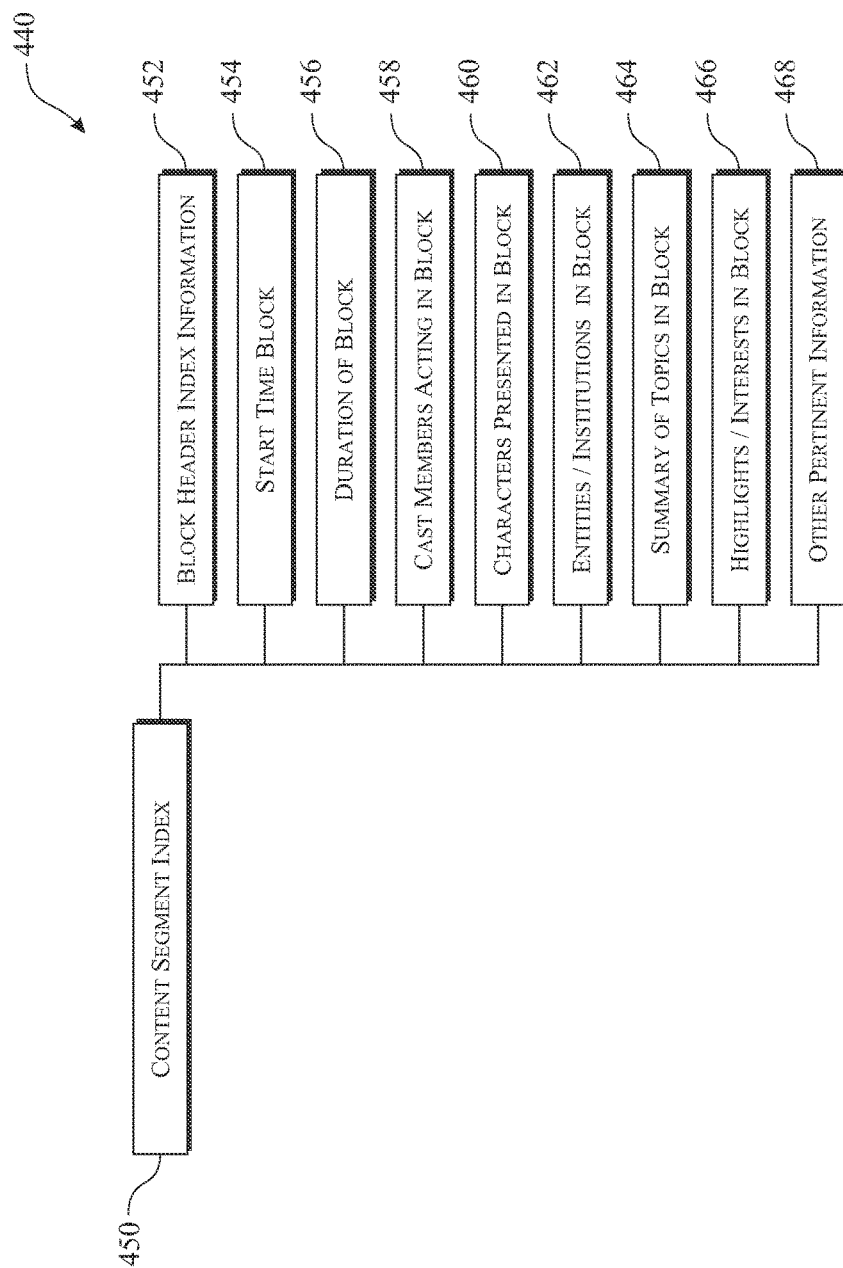 440
CONTENT SEGMENT INDEX
450
BLOCK HEADER INDEX INFORMATION
452
START TIME BLOCK
454
DURATION OF BLOCK
456
CAST MEMBERS ACTING IN BLOCK
458
CHARACTERS PRESENTED IN BLOCK
460
ENTITIES / INSTITUTIONS IN BLOCK
462
SUMMARY OF TOPICS IN BLOCK
464
HIGHLIGHTS / INTERESTS IN BLOCK
466
OTHER PERTINENT INFORMATION
468